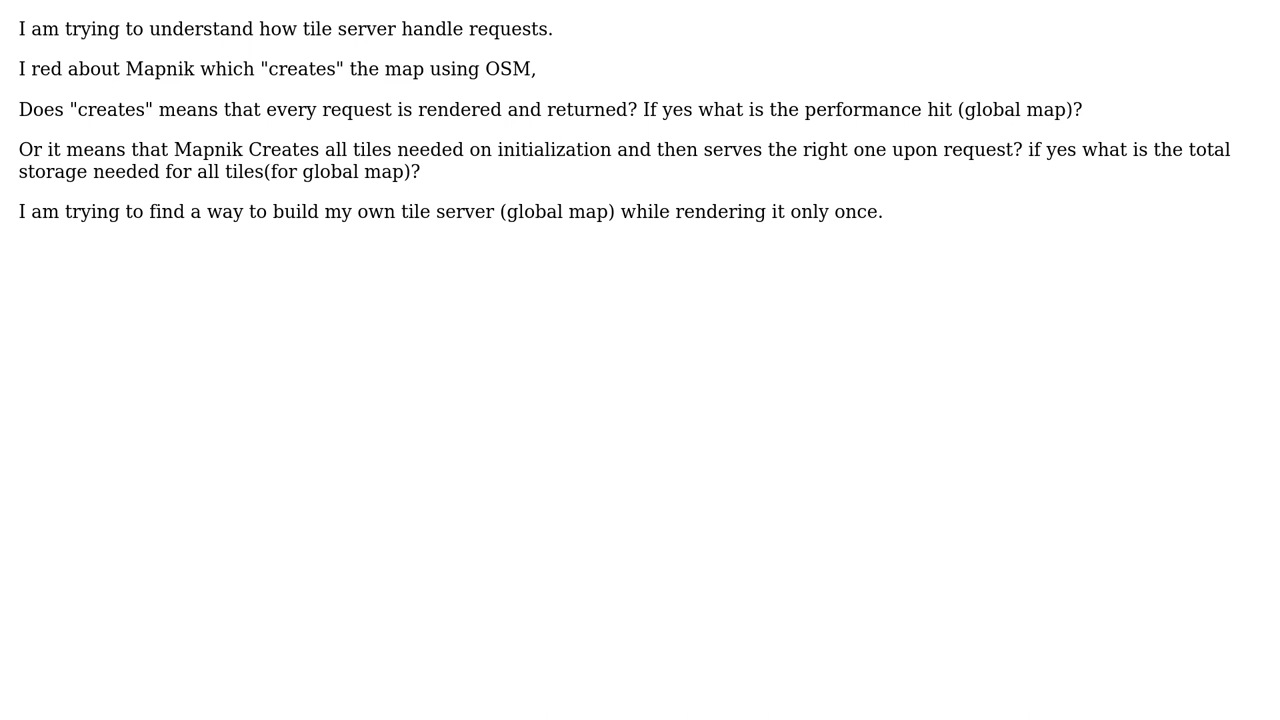 I am trying to understand how tile server handle requests.
I red about Mapnik which "creates" the map using OSM,
Does "creates" means that every request is rendered and returned? If yes what is the performance hit (global map)?
Or it means that Mapnik Creates all tiles needed on initialization and then serves the right one upon request? if yes what is the total
storage needed for all tiles(for global map)?
I am trying to find a way to build my own tile server (global map) while rendering it only once.